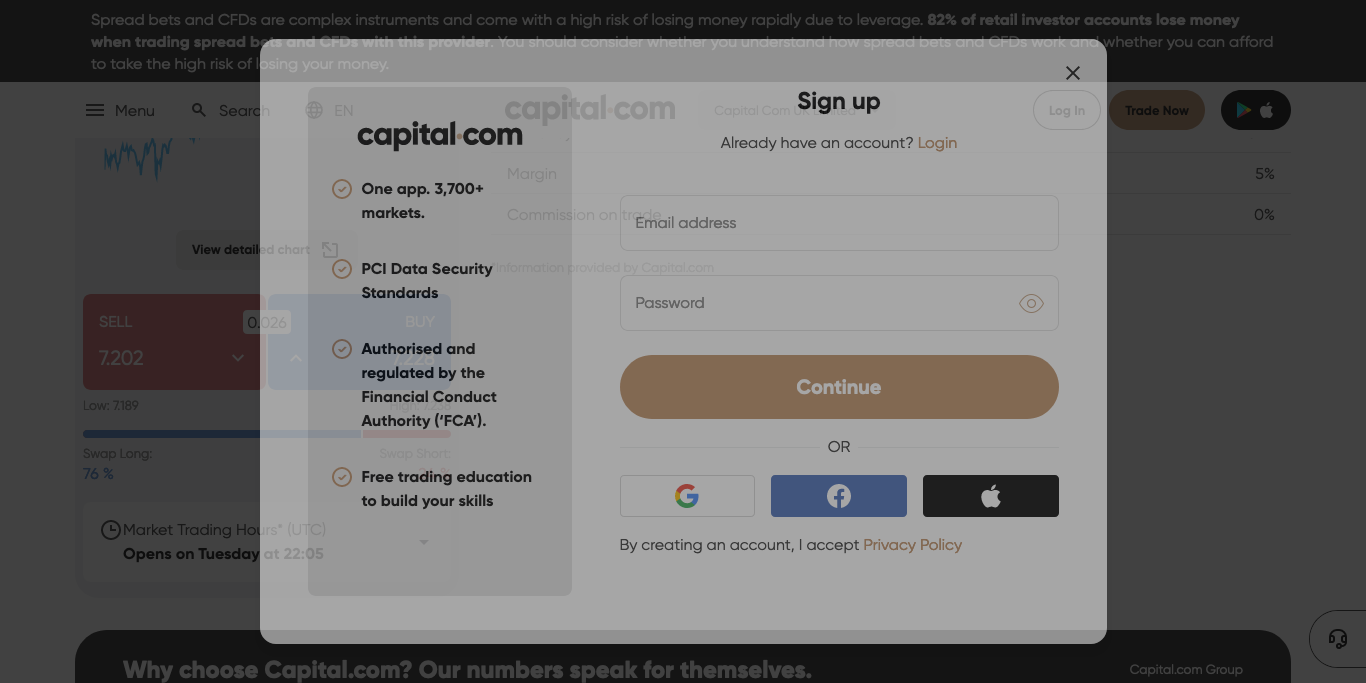 Spread bets and CFDs are complex instruments and come with a high risk of losing money rapidly due to leverage. 82% of retail investor accounts lose money
when trading spread bets and CFDs with this provider. You should consider whether you understand how spread bets and CFDs work and whether you can afford
to take the high risk of losing your money.
Menu
Search
EN
capital.com
Capital Com UK Limited
Log In
Trade Now
Margin
5%
Commission on trade
0%
*Information provided by Capital.com
View detailed chart
SELL
7.202
0.026
BUY
7.228
Low: 7.189
Swap Long:
76 %
Swap Short:
Market Trading Hours* (UTC)
Opens on Tuesday at 22:05
capital.com
One app. 3,700+
markets.
PCI Data Security
Standards
Authorised and
regulated by the
Financial Conduct
Authority (‘FCA’).
Free trading education
to build your skills
Sign up
Already have an account? Login
Email address
Password
Continue
OR
By creating an account, I accept Privacy Policy
Why choose Capital.com? Our numbers speak for themselves.
Capital.com Group